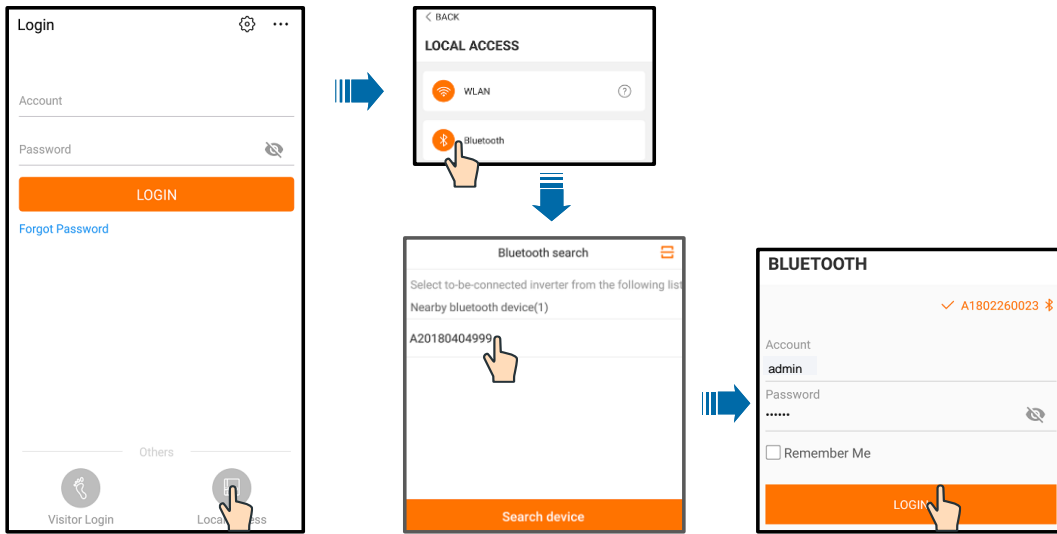 Login
Account
Password
LOGIN
Forgot Password
Others
Visitor Login
BACK
LOCAL ACCESS
WLAN
?
Bluetooth
Bluetooth search
Select to-be-connected inverter from the following list
Nearby bluetooth device(1)
A20180404999
Search device
BLUETOOTH
A1802260023
Account
admin
Password
Remember Me
LOGIN